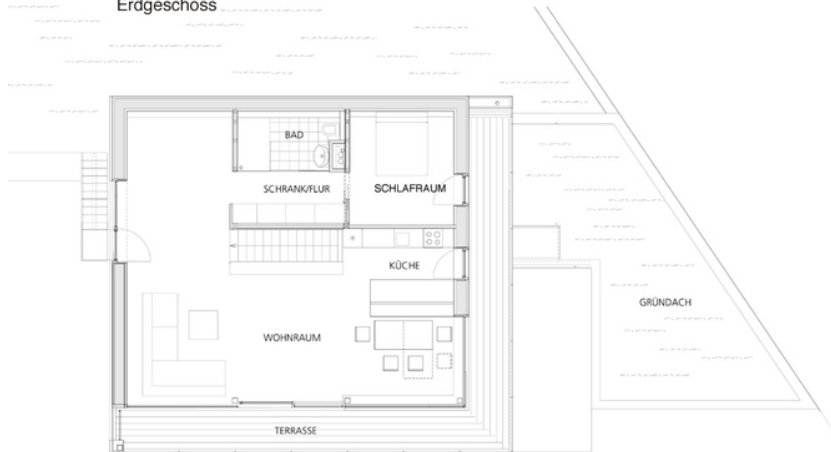 Erdgeschoss
BAD
SCHRANK/FLUR
SCHLAFRAUM
KÜCHE
GRÜNDACH
WOHNRAUM
TERRASSE